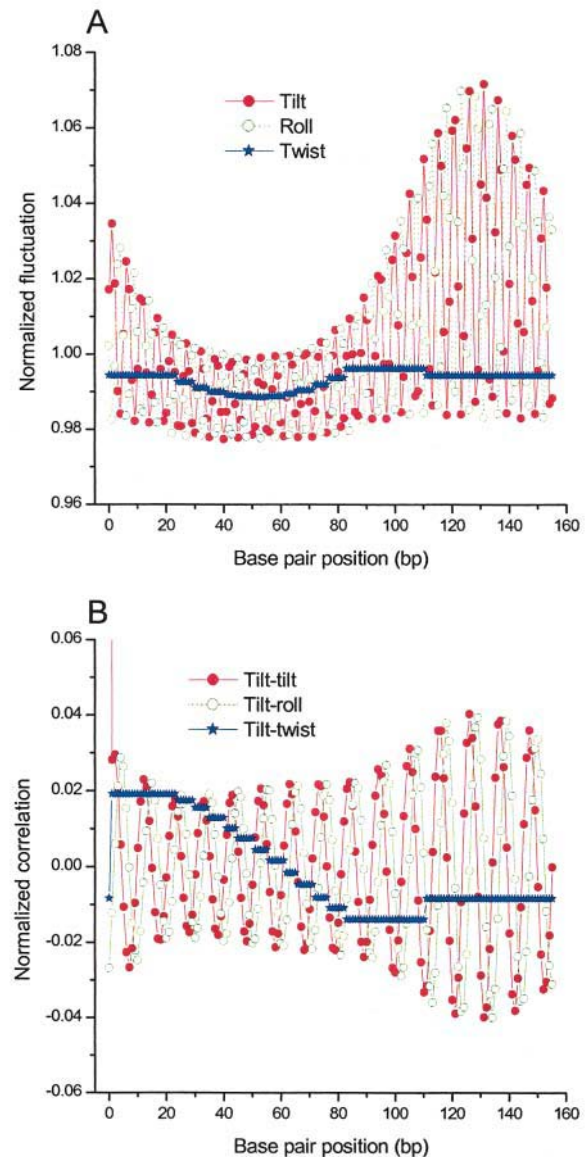 A
1.08
1.06
1.04
1.02
1.00
0.98
0.96
Normalized fluctuation
Tilt
Roll
Twist
0 20 40 60 80 100 120 140 160
Base pair position (bp)
B
0.06
0.04
0.02
0.00
-0.02
-0.04
-0.06
Normalized correlation
Tilt-tilt
Tilt-roll
Tilt-twist
0 20 40 60 80 100 120 140 160
Base pair position (bp)